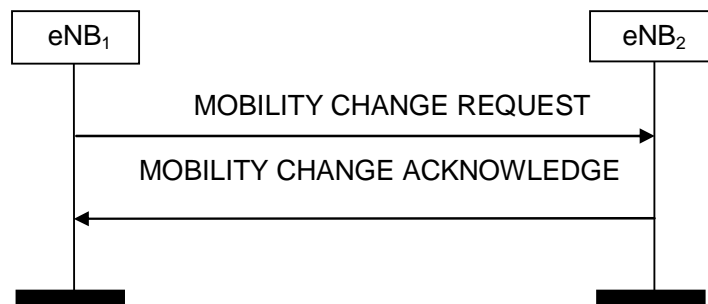 eNB₁ eNB₂
MOBILITY CHANGE REQUEST
MOBILITY CHANGE ACKNOWLEDGE